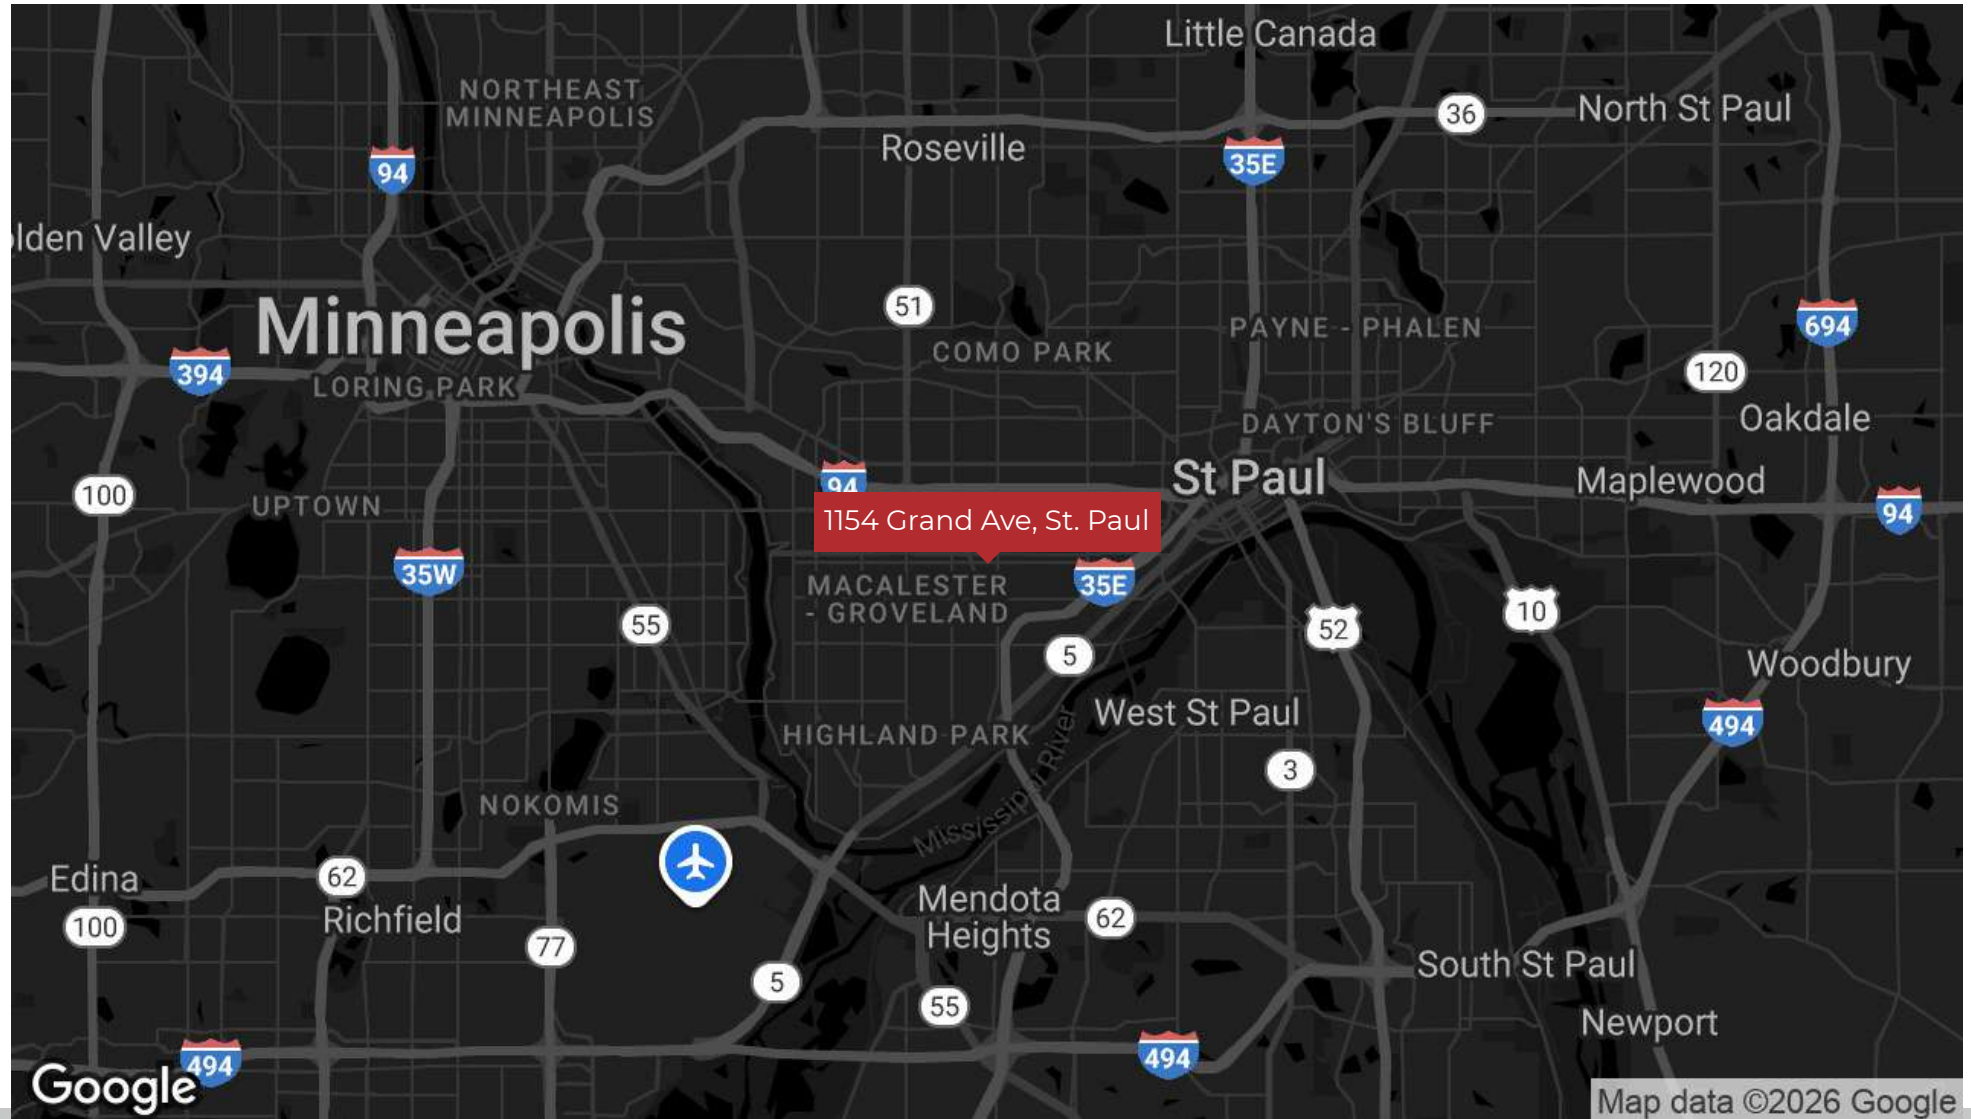 Little Canada
NORTHEAST
MINNEAPOLIS
36
North St Paul
Roseville
94
35E
lden Valley
51
Minneapolis
PAYNE - PHALEN
694
COMO PARK
394
120
LORING PARK
Oakdale
DAYTON'S BLUFF
St Paul
Maplewood
94
100
UPTOWN
94
1154 Grand Ave, St. Paul
35W
35E
MACALESTER
- GROVELAND
10
55
52
5
Woodbury
West St Paul
494
HIGHLAND PARK
3
Mississippi River
NOKOMIS
Edina
62
Richfield
100
77
Mendota
Heights
62
South St Paul
5
55
Newport
494
494
Google
Map data ©2026 Google